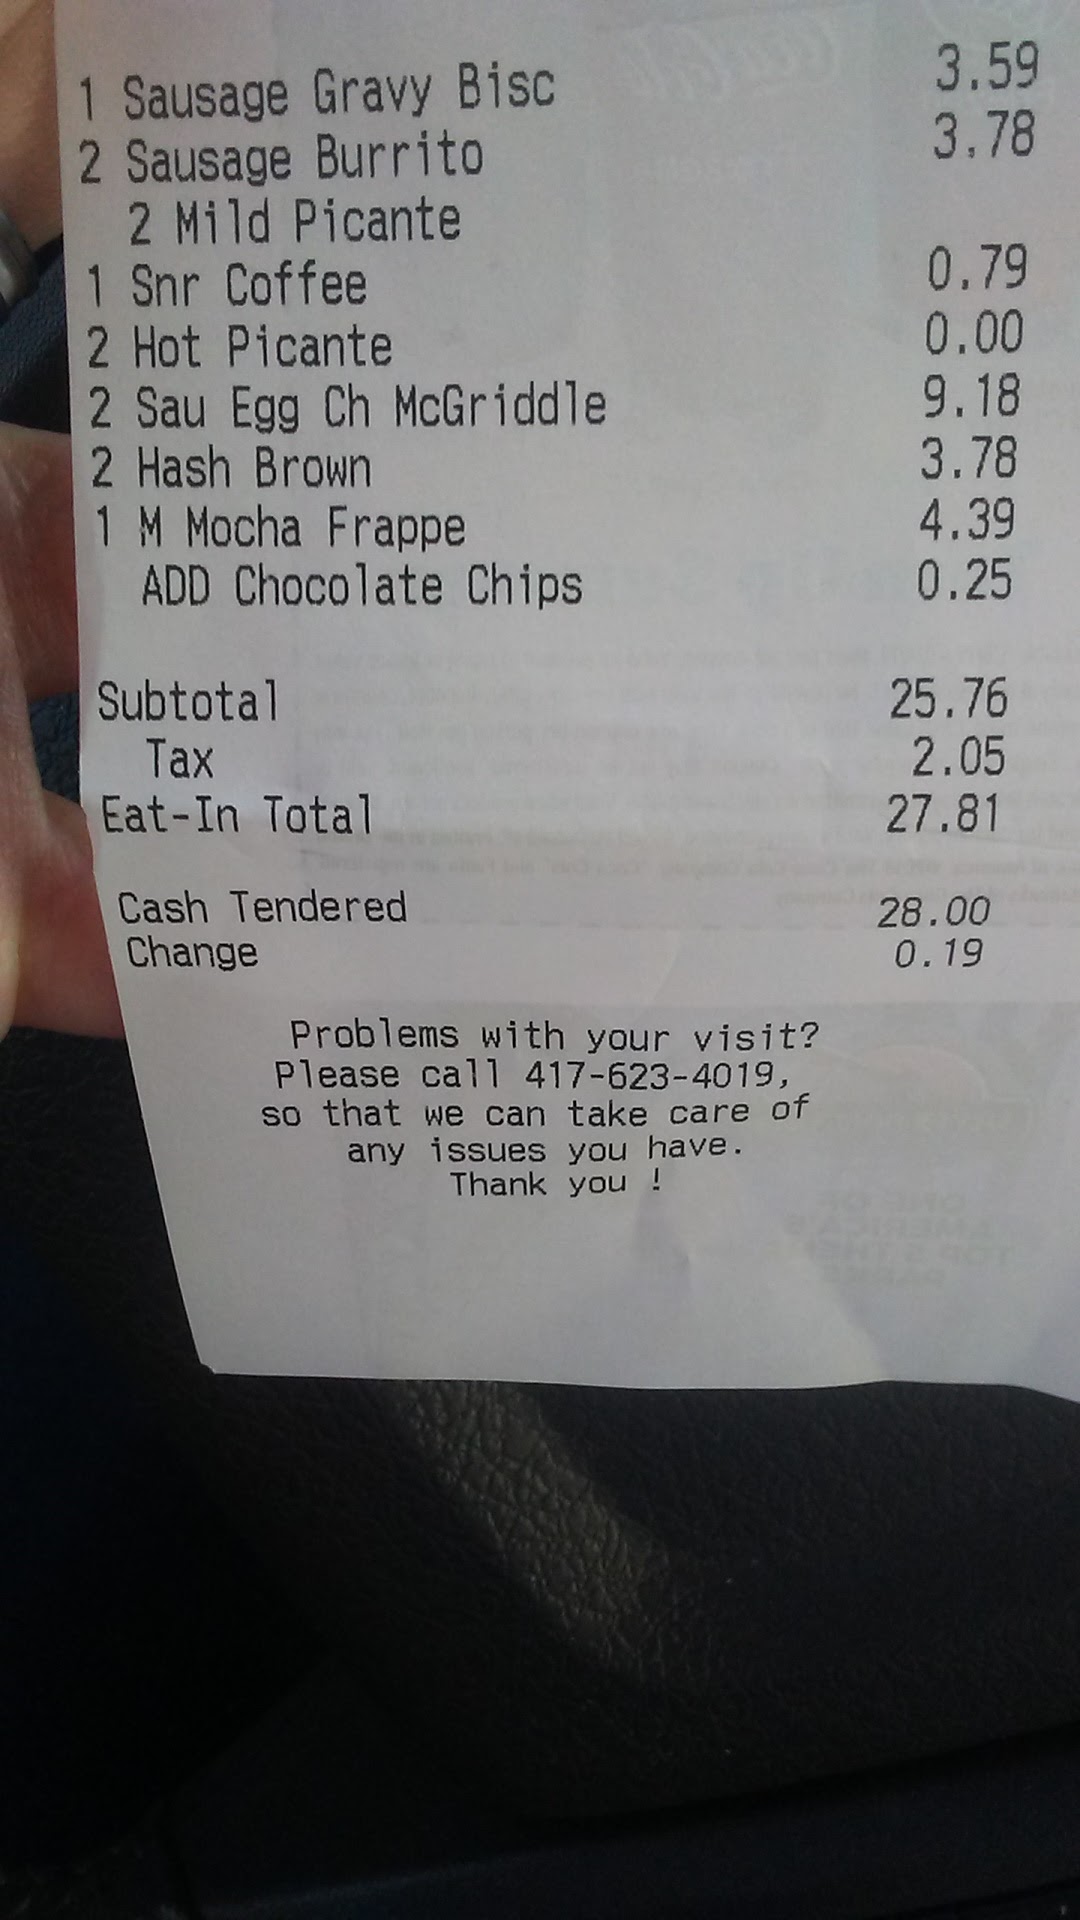 1 Sausage Gravy Bisc 3.59
2 Sausage Burrito 3.78
2 Mild Picante
1 Snr Coffee 0.79
2 Hot Picante 0.00
2 Sau Egg Ch McGriddle 9.18
2 Hash Brown 3.78
1 M Mocha Frappe 4.39
ADD Chocolate Chips 0.25
Subtotal 25.76
Tax 2.05
Eat-In Total 27.81
Cash Tendered 28.00
Change 0.19
Problems with your visit?
Please call 417-623-4019,
so that we can take care of
any issues you have.
Thank you !